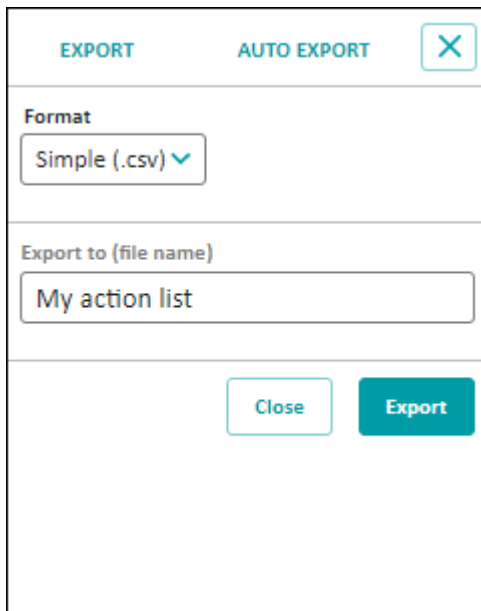 EXPORT AUTO EXPORT
Format
Simple (.csv)
Export to (file name)
My action list
Close Export